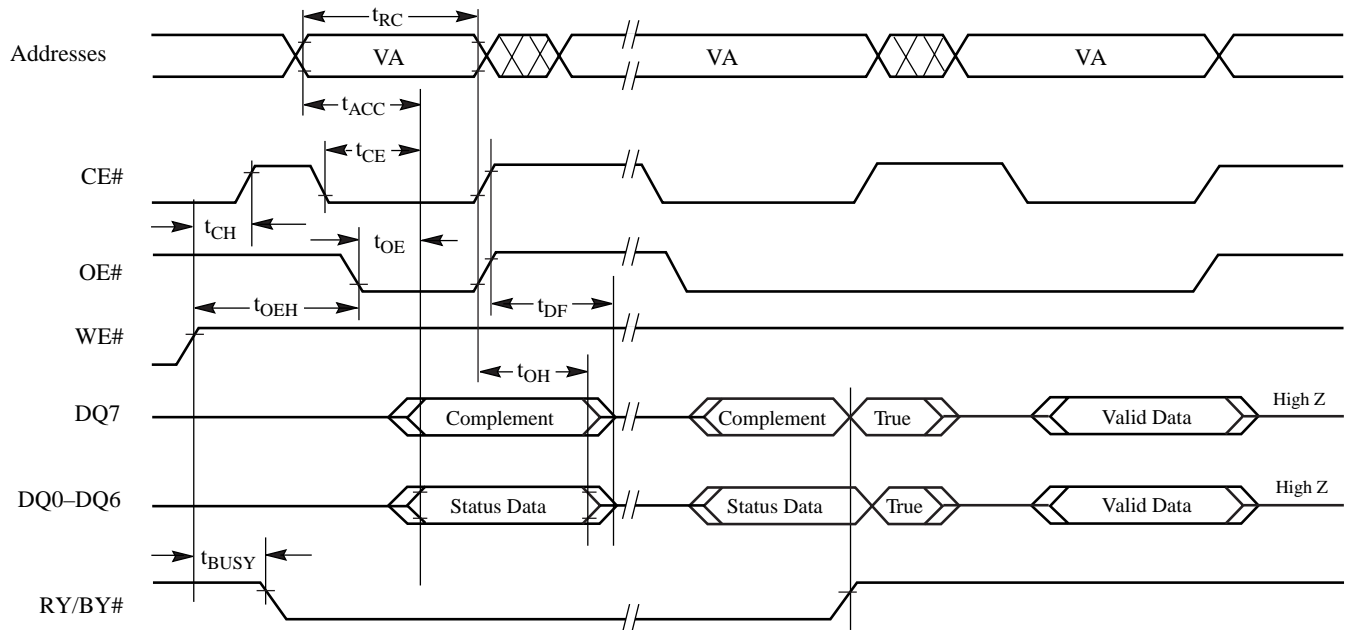 tRC
Addresses VA VA VA
tACC
tCE
CE#
tCH tOE
OE#
tOEH tDF
WE#
tOH
DQ7 Complement Complement True Valid Data High Z
DQ0–DQ6 Status Data Status Data True Valid Data High Z
tBUSY
RY/BY#